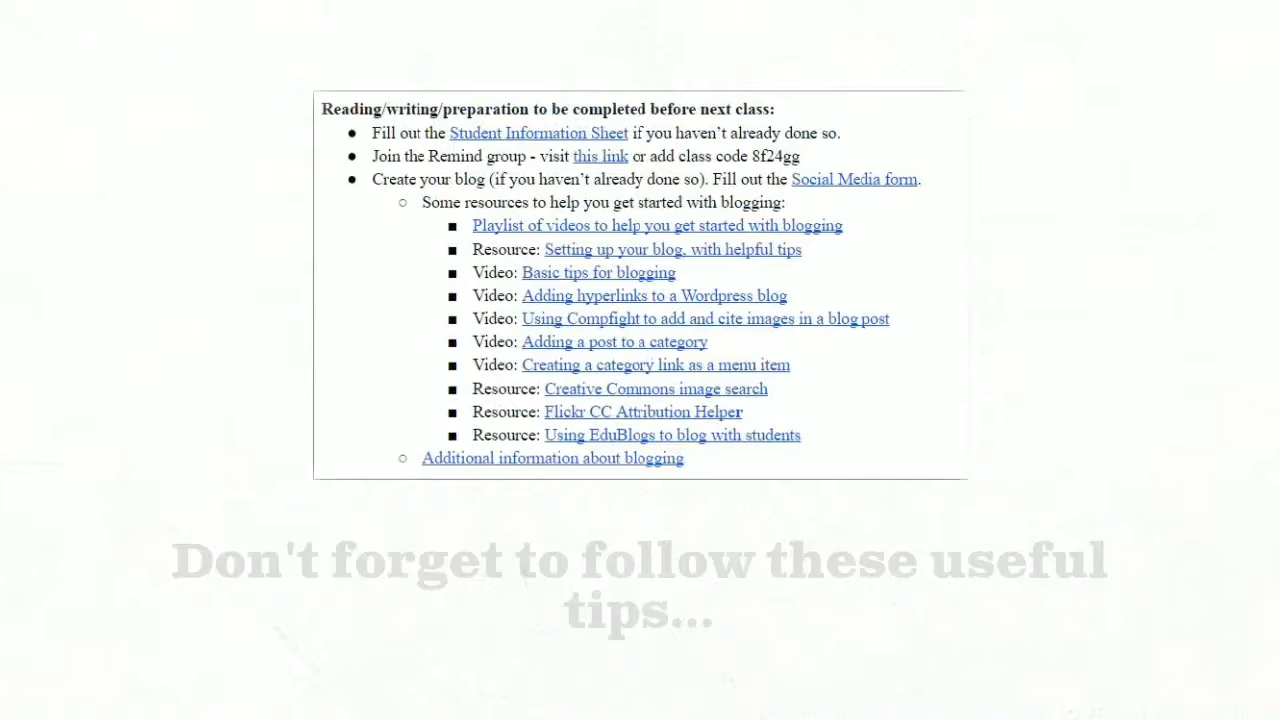 Reading/writing/preparation to be completed before next class:
● Fill out the Student Information Sheet if you haven't already done so.
● Join the Remind group - visit this link or add class code 8f24gg
● Create your blog (if you haven't already done so). Fill out the Social Media form.
○ Some resources to help you get started with blogging:
■ Playlist of videos to help you get started with blogging
■ Resource: Setting up your blog, with helpful tips
■ Video: Basic tips for blogging
■ Video: Adding hyperlinks to a Wordpress blog
■ Video: Using Compfight to add and cite images in a blog post
■ Video: Adding a post to a category
■ Video: Creating a category link as a menu item
■ Resource: Creative Commons image search
■ Resource: Flickr CC Attribution Helper
■ Resource: Using EduBlogs to blog with students
○ Additional information about blogging
Don't forget to follow these useful
tips...